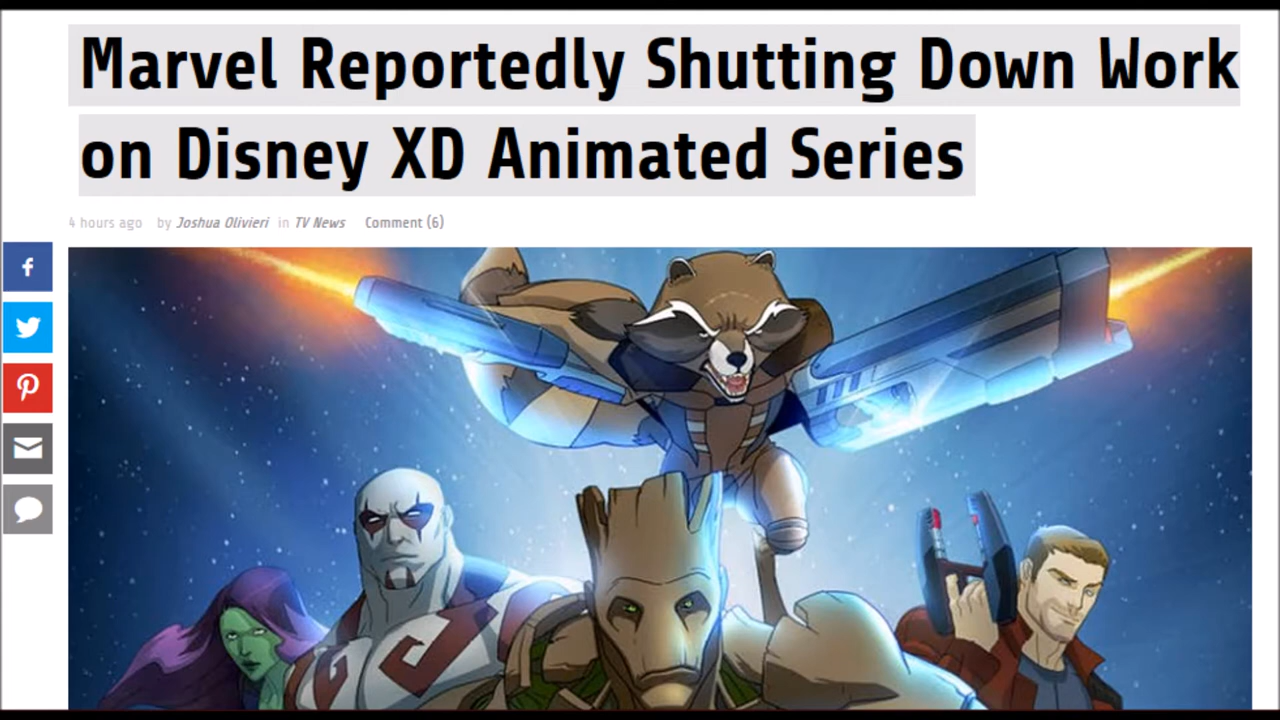 Marvel Reportedly Shutting Down Work
on Disney XD Animated Series
4 hours ago by Joshua Olivieri in TV News Comment (6)